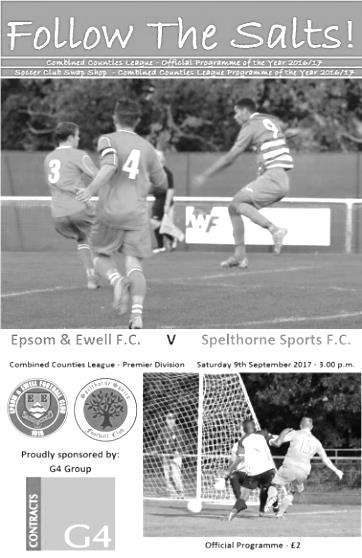 Follow The Salts!
Combined Counties League - Official Programme of the Year 2016/17
Soccer Club Swap Shop - Combined Counties League Programme of the Year 2016/17
3
4
9
Epsom & Ewell F.C. V Spelthorne Sports F.C.
Combined Counties League - Premier Division Saturday 9th September 2017 - 3.00 p.m.
EPSOM & EWELL FOOTBALL CLUB
1918
Spelthorne Sports
Football Club
Proudly sponsored by:
G4 Group
CONTRACTS
G4
Official Programme - £2